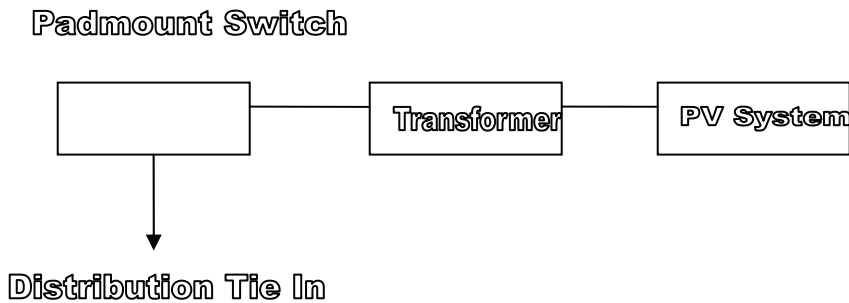 Padmount Switch
Transformer
PV System
Distribution Tie In